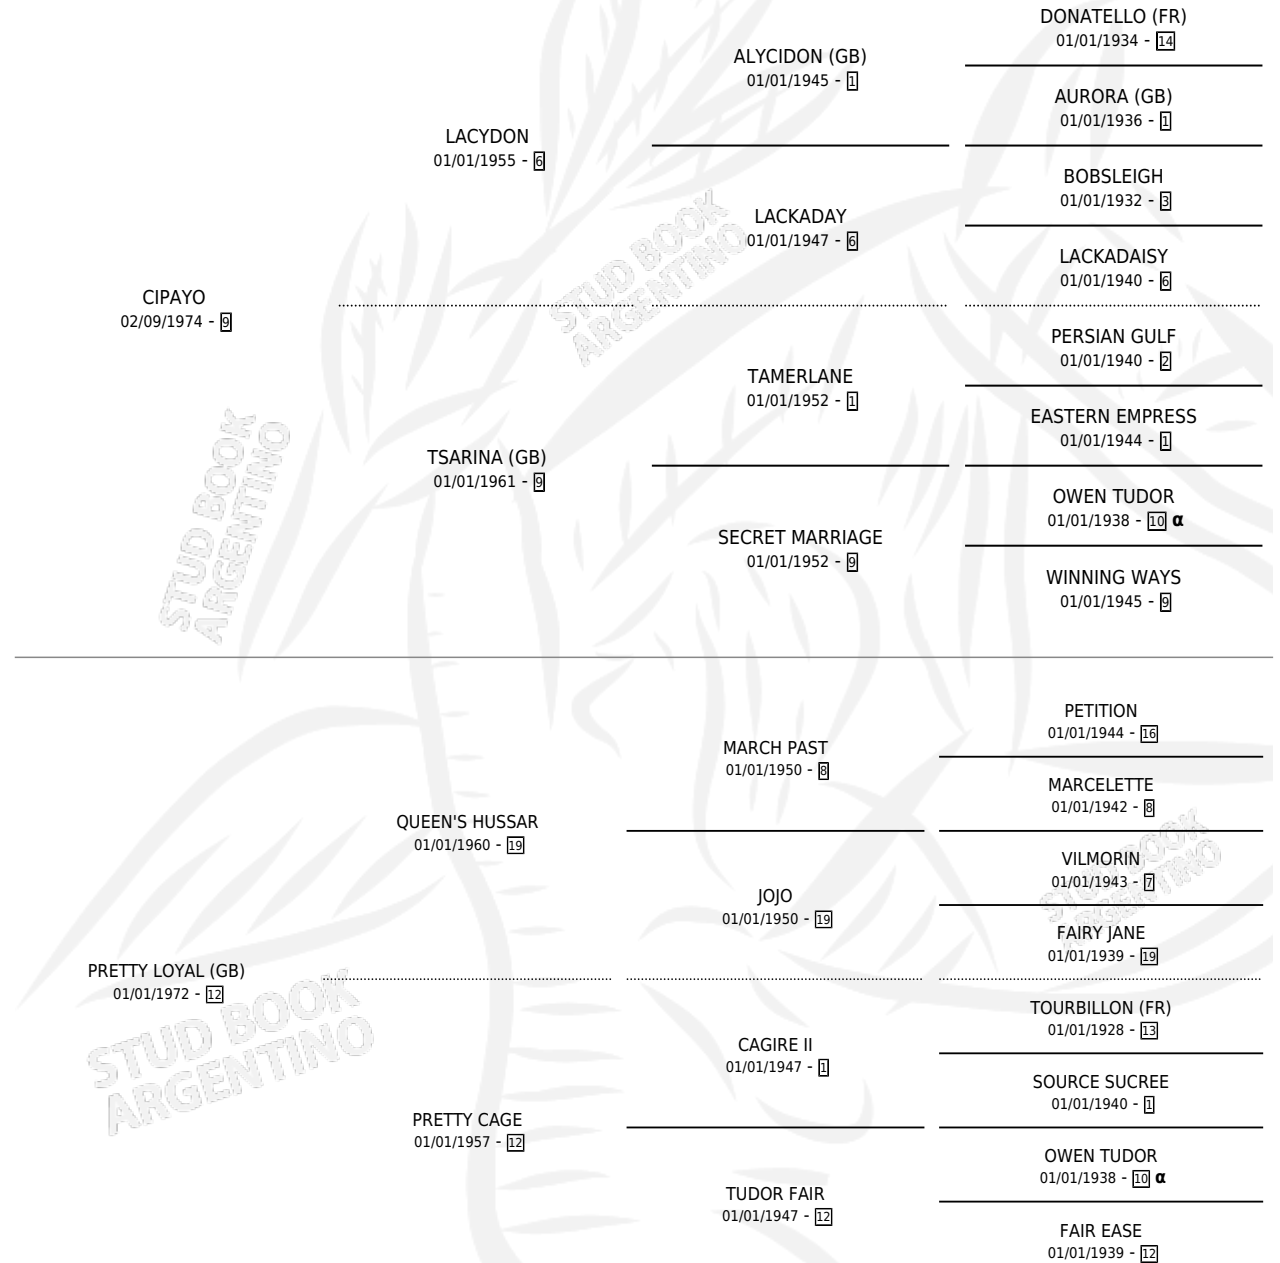 DONATELLO (FR)
01/01/1934 - 14
ALYCIDON (GB)
01/01/1945 - 1
AURORA (GB)
01/01/1936 - 1
LACYDON
01/01/1955 - 6
BOBSLEIGH
01/01/1932 - 3
LACKADAY
01/01/1947 - 6
LACKADAISY
01/01/1940 - 6
CIPAYO
02/09/1974 - 9
PERSIAN GULF
01/01/1940 - 2
TAMERLANE
01/01/1952 - 1
EASTERN EMPRESS
01/01/1944 - 1
TSARINA (GB)
01/01/1961 - 9
OWEN TUDOR
01/01/1938 - 10 α
SECRET MARRIAGE
01/01/1952 - 9
WINNING WAYS
01/01/1945 - 9
STUD BOOK
ARGENTINO
STUD BOOK
ARGENTINO
PETITION
01/01/1944 - 16
MARCH PAST
01/01/1950 - 8
MARCELETTE
01/01/1942 - 8
QUEEN'S HUSSAR
01/01/1960 - 19
VILMORIN
01/01/1943 - 7
JOJO
01/01/1950 - 19
FAIRY JANE
01/01/1939 - 19
PRETTY LOYAL (GB)
01/01/1972 - 12
TOURBILLON (FR)
01/01/1928 - 13
CAGIRE II
01/01/1947 - 1
SOURCE SUCREE
01/01/1940 - 1
PRETTY CAGE
01/01/1957 - 12
OWEN TUDOR
01/01/1938 - 10 α
TUDOR FAIR
01/01/1947 - 12
FAIR EASE
01/01/1939 - 12
STUD BOOK
ARGENTINO
STUD BOOK
ARGENTINO